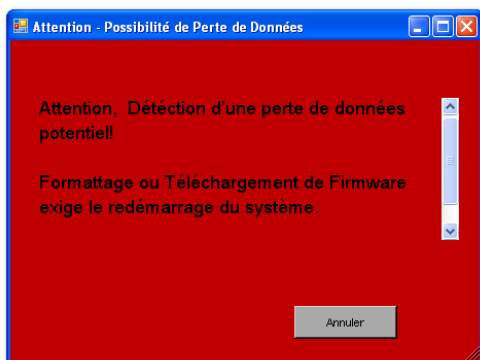 Attention - Possibilité de Perte de Données
Attention, Détéction d'une perte de données
potentiel!
Formattage ou Téléchargement de Firmware
exige le redémarrage du système.
Annuler